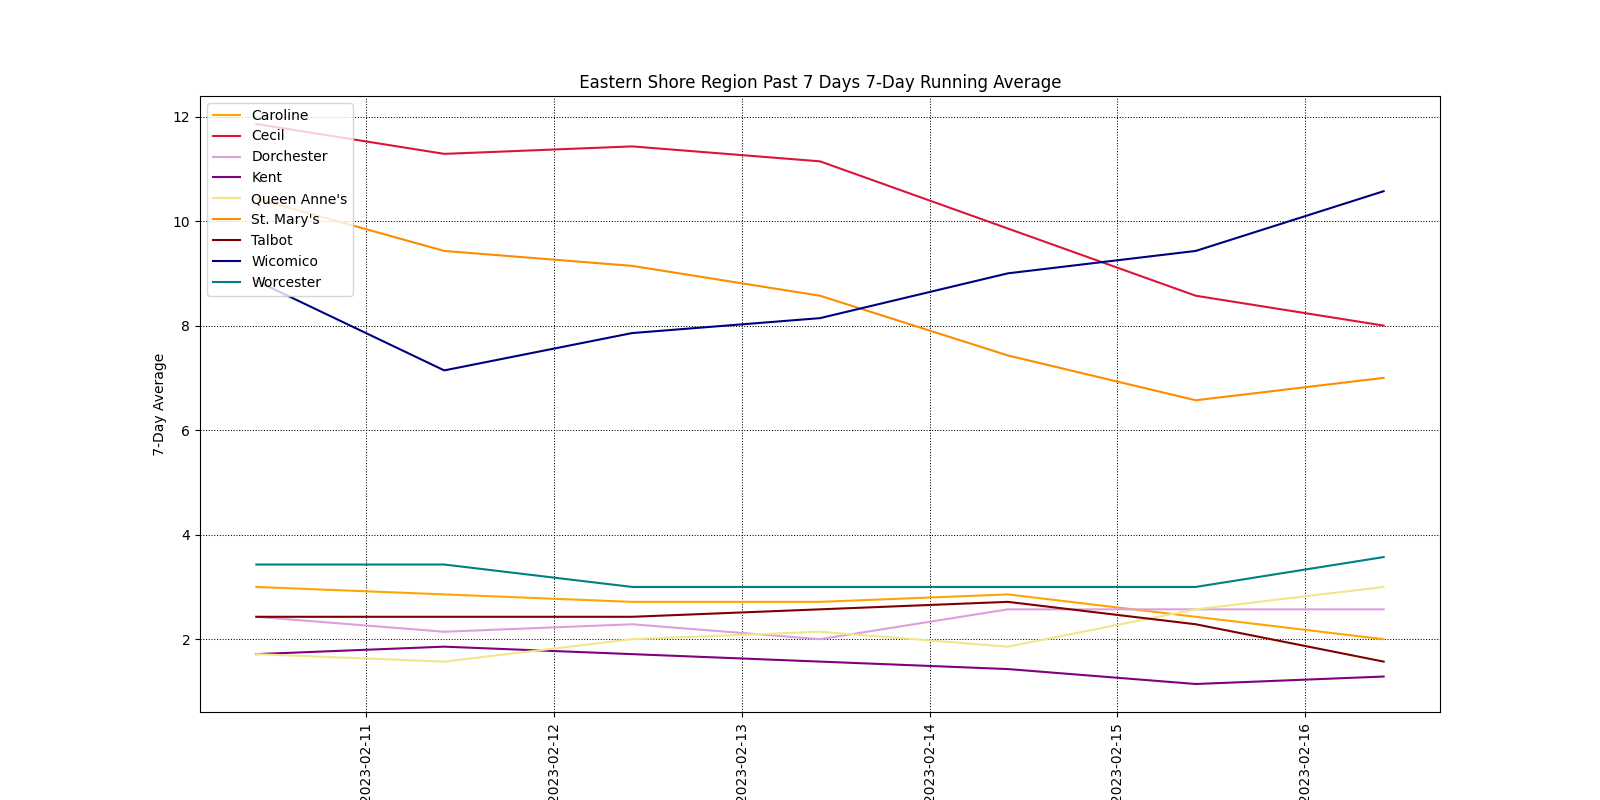 Eastern Shore Region Past 7 Days 7-Day Running Average
12
10
8
6
4
2
7-Day Average
Caroline
Cecil
Dorchester
Kent
Queen Anne's
St. Mary's
Talbot
Wicomico
Worcester
2023-02-11
2023-02-12
2023-02-13
2023-02-14
2023-02-15
2023-02-16